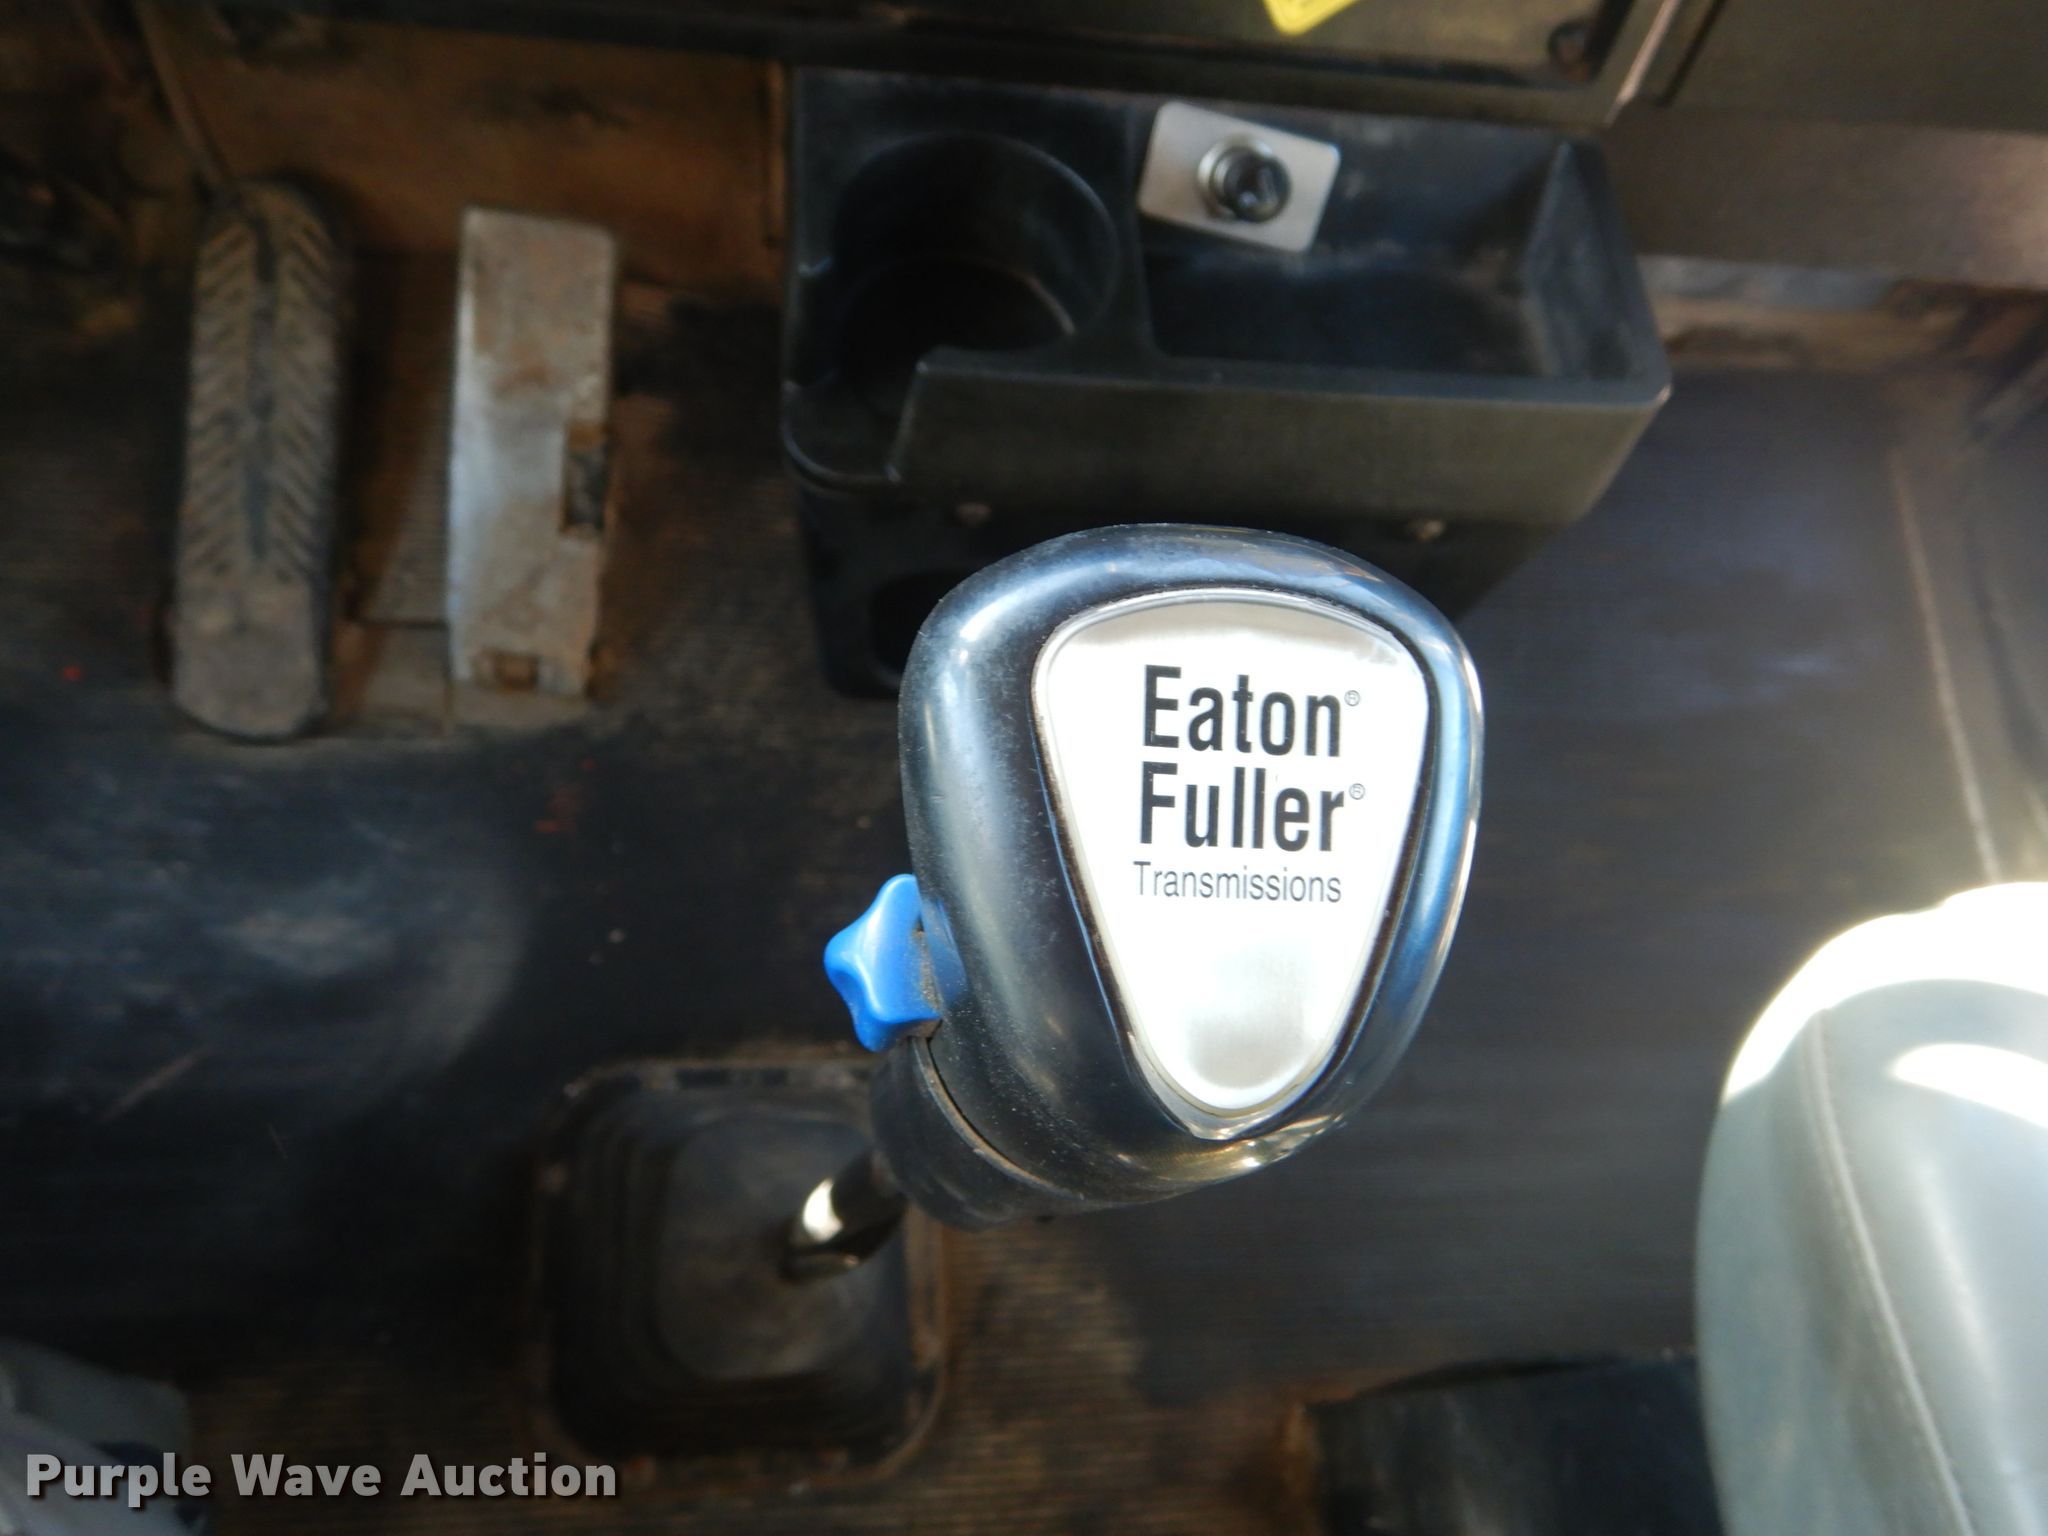 Eaton®
Fuller®
Transmissions
Purple Wave Auction